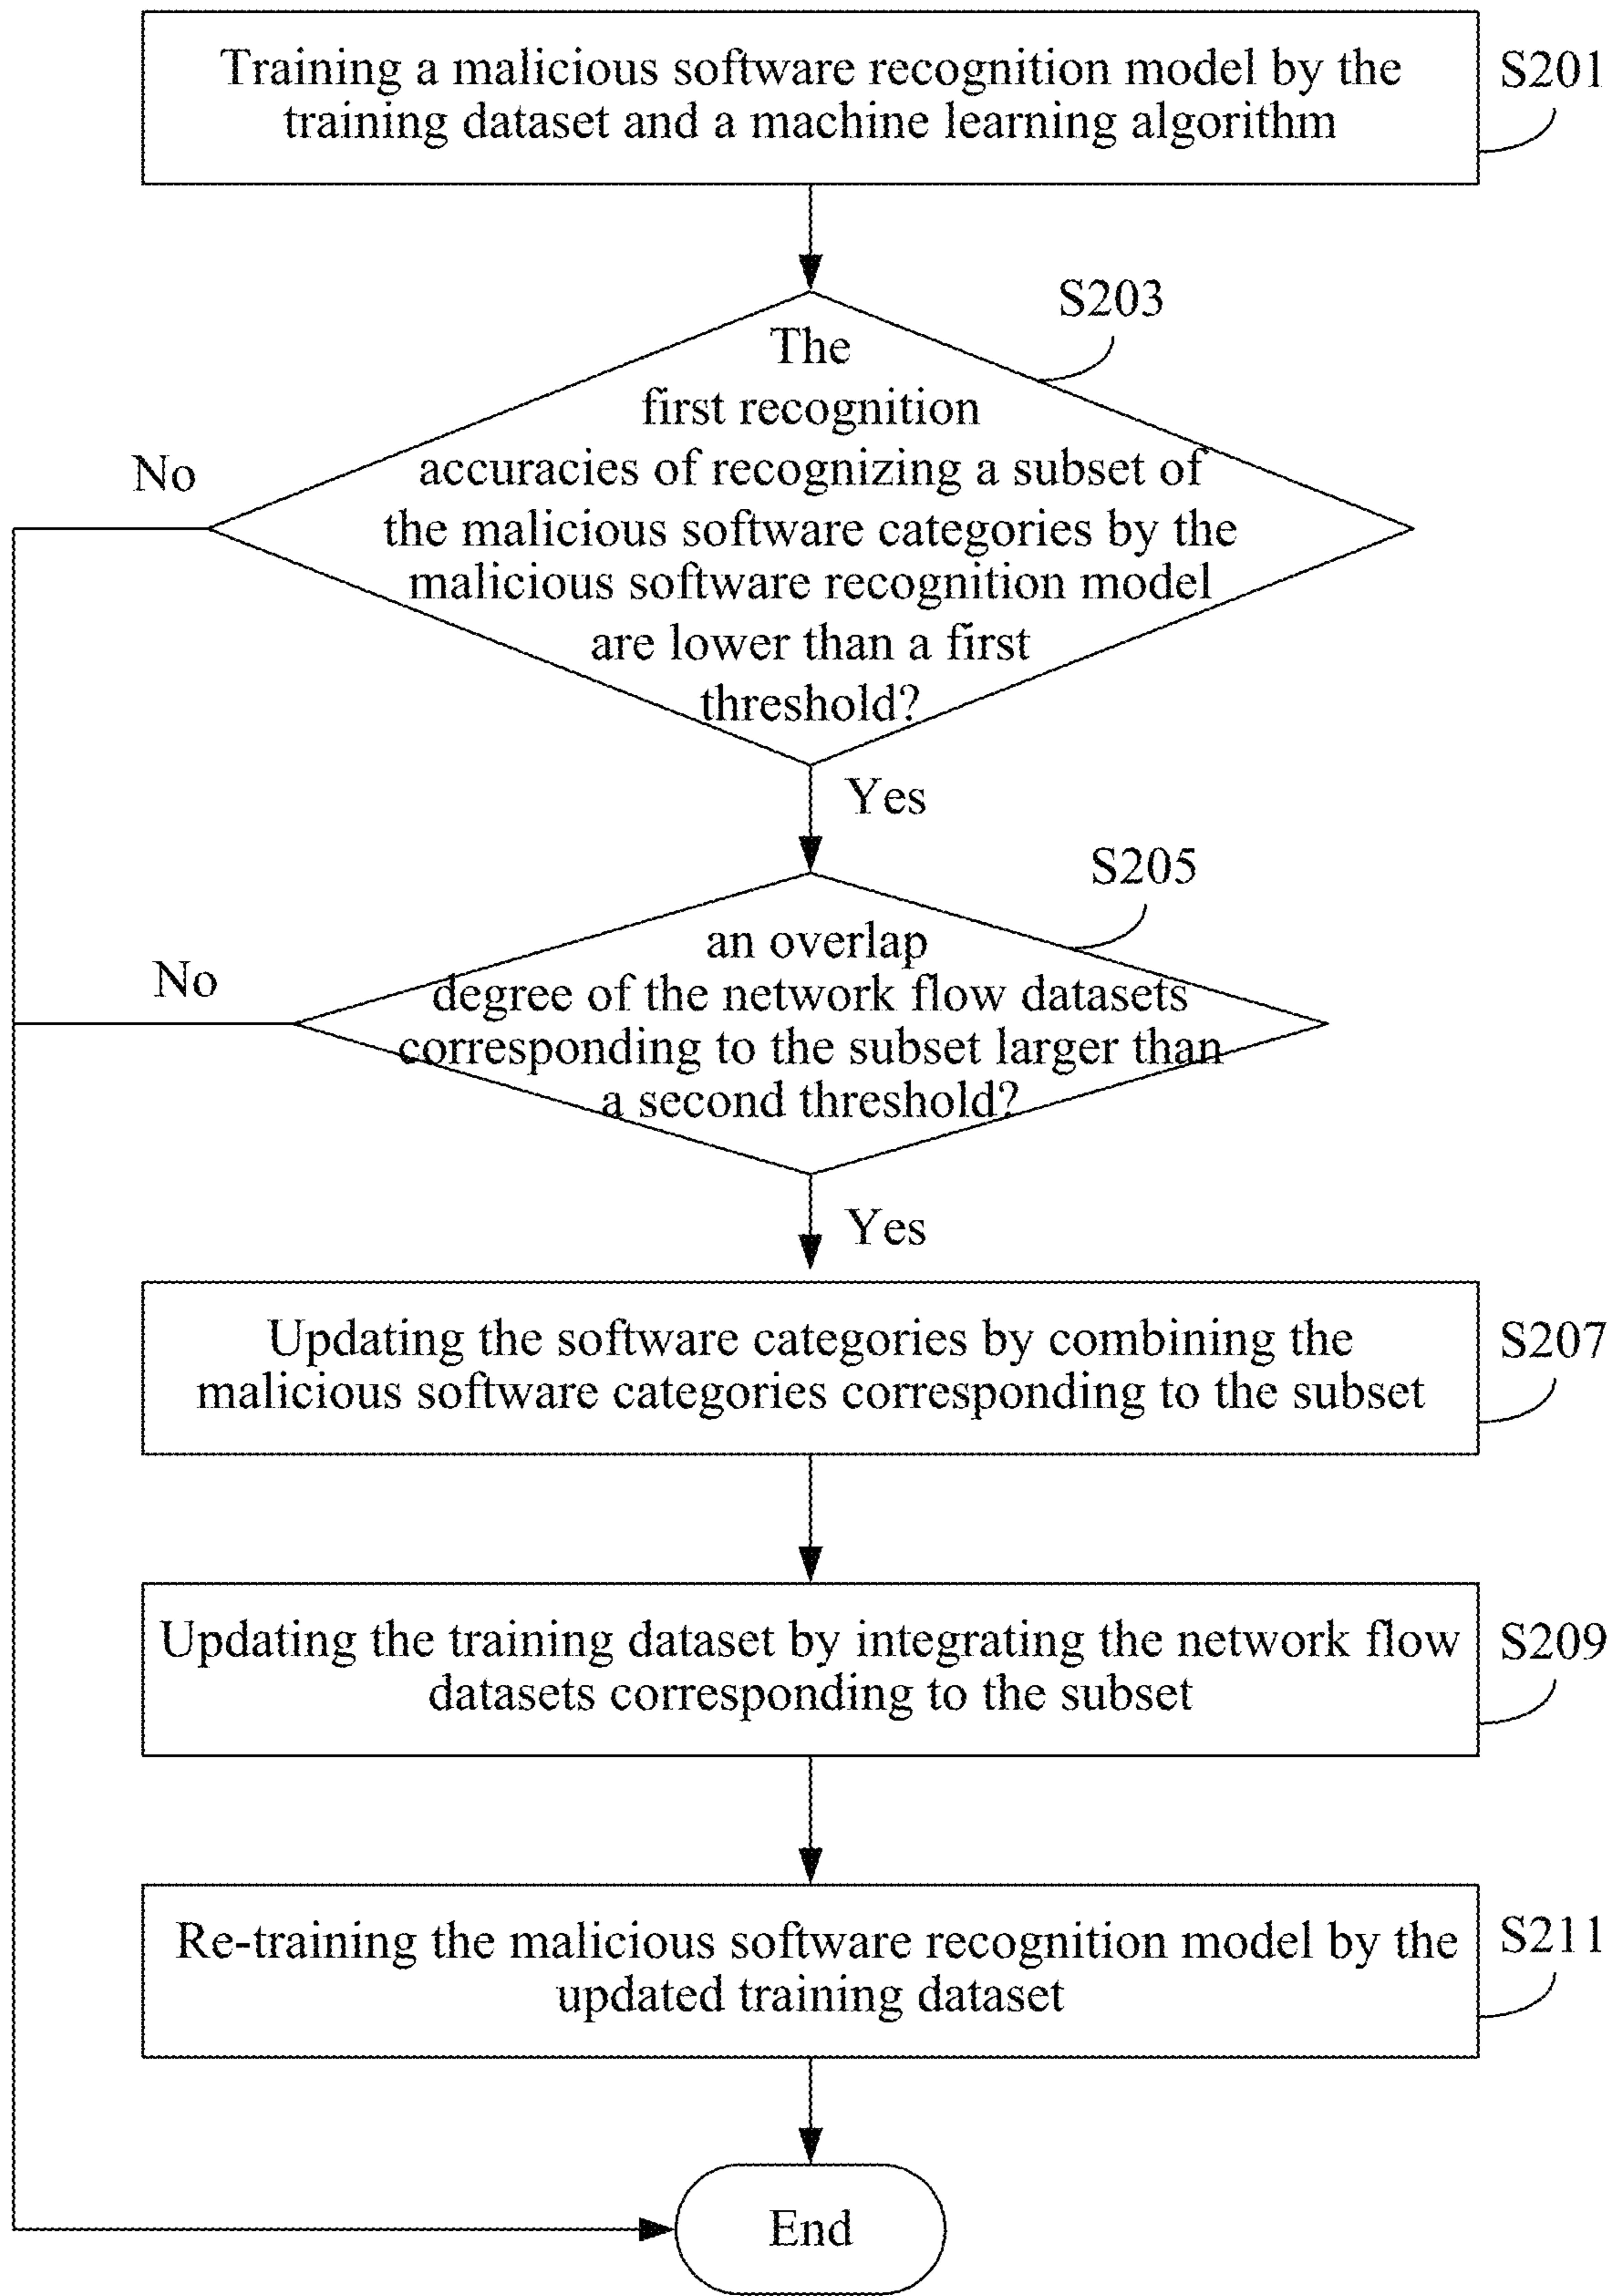 Training a malicious software recognition model by the
training dataset and a machine learning algorithm
S201
S203
The
first recognition
accuracies of recognizing a subset of
the malicious software categories by the
malicious software recognition model
are lower than a first
threshold?
No
Yes
S205
an overlap
degree of the network flow datasets
corresponding to the subset larger than
a second threshold?
No
Yes
Updating the software categories by combining the
malicious software categories corresponding to the subset
S207
Updating the training dataset by integrating the network flow
datasets corresponding to the subset
S209
Re-training the malicious software recognition model by the
updated training dataset
S211
End